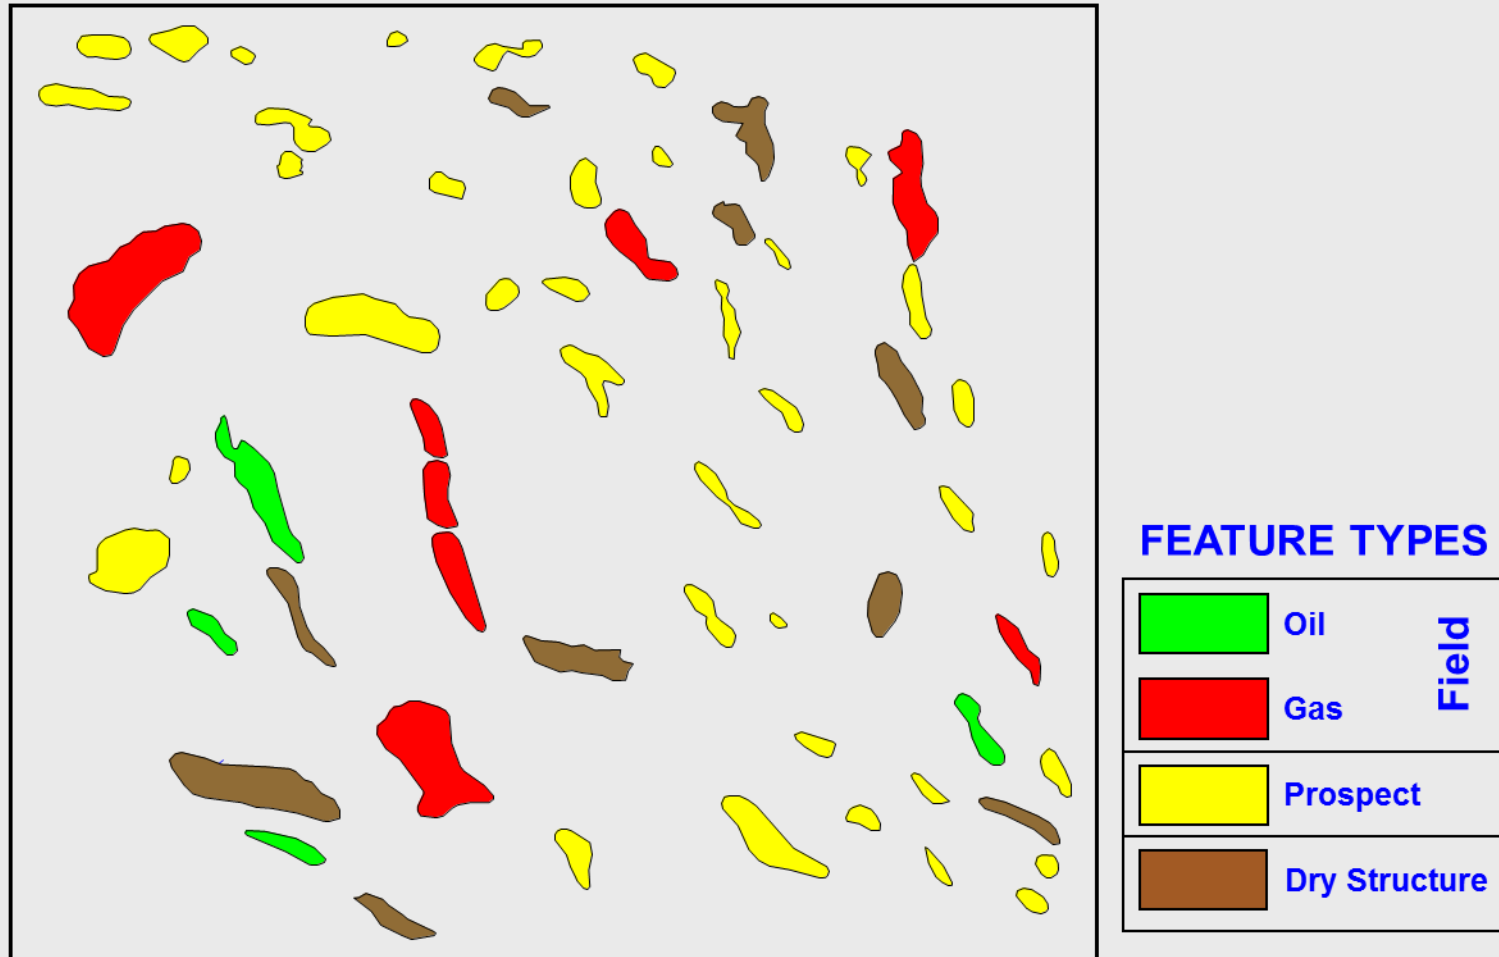 FEATURE TYPES
Oil
Gas
Field
Prospect
Dry Structure